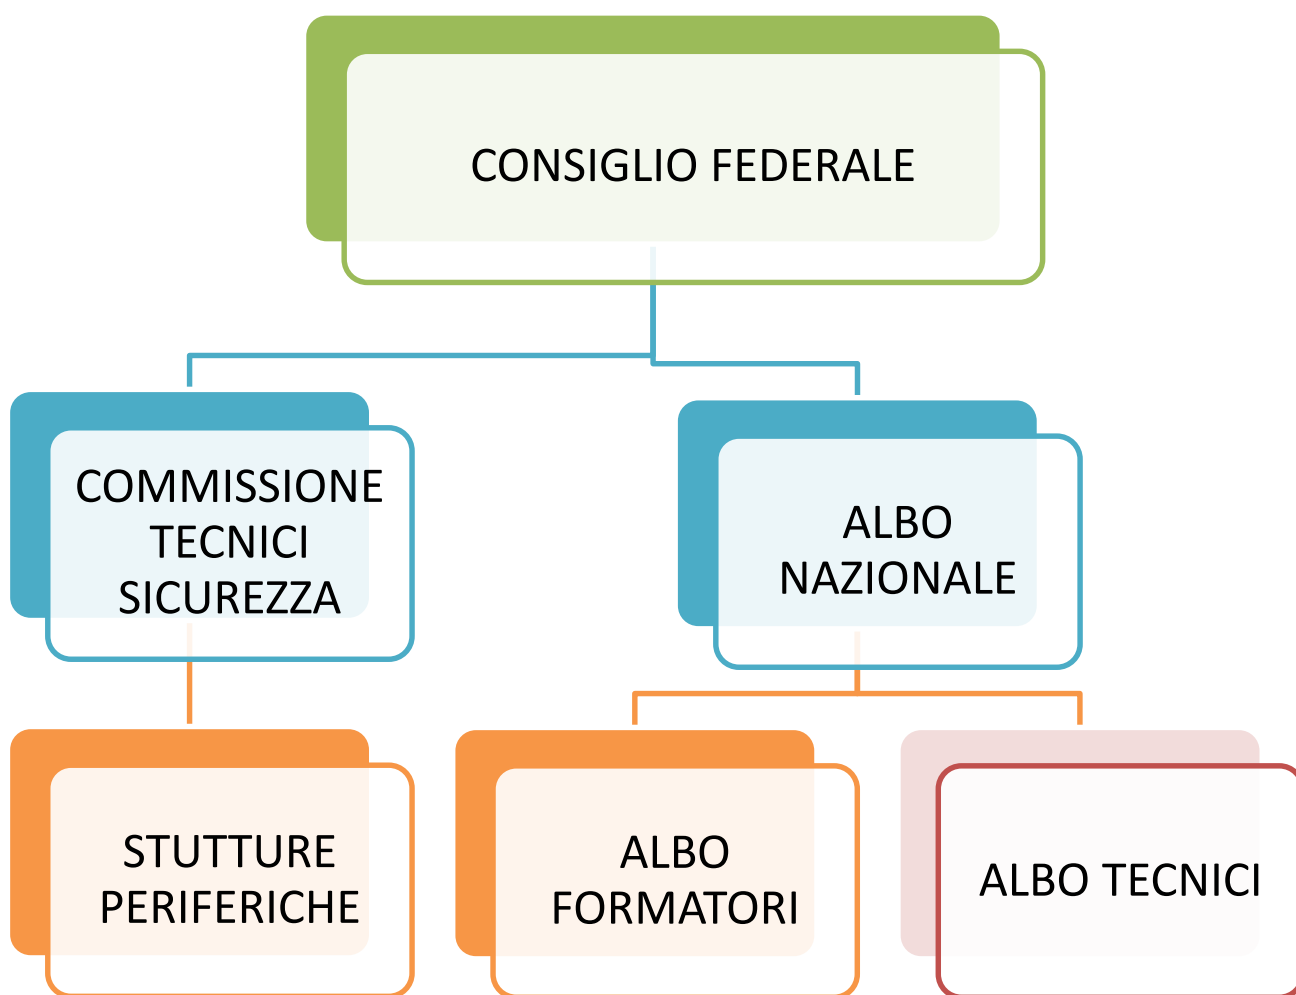 CONSIGLIO FEDERALE
COMMISSIONE
TECNICI
SICUREZZA
ALBO
NAZIONALE
STUTTURE
PERIFERICHE
ALBO
FORMATORI
ALBO TECNICI